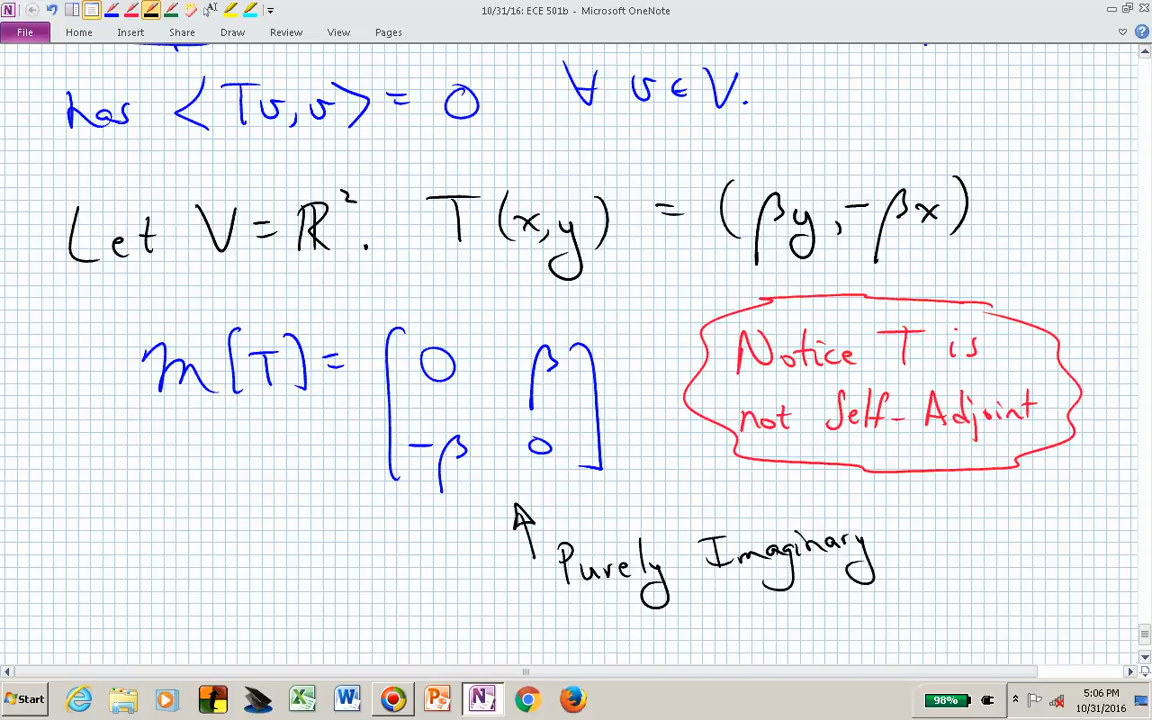 10/31/16: ECE 501b - Microsoft OneNote
File Home Insert Share Draw Review View Pages
has <Tv, v> = 0 ∀ v ∈ V.
Let V = ℝ². T(x, y) = (βy, -βx)
m[T] = [0 β
-β 0]
Notice T is
not Self-Adjoint
Purely Imaginary
Start
98%
5:06 PM
10/31/2016